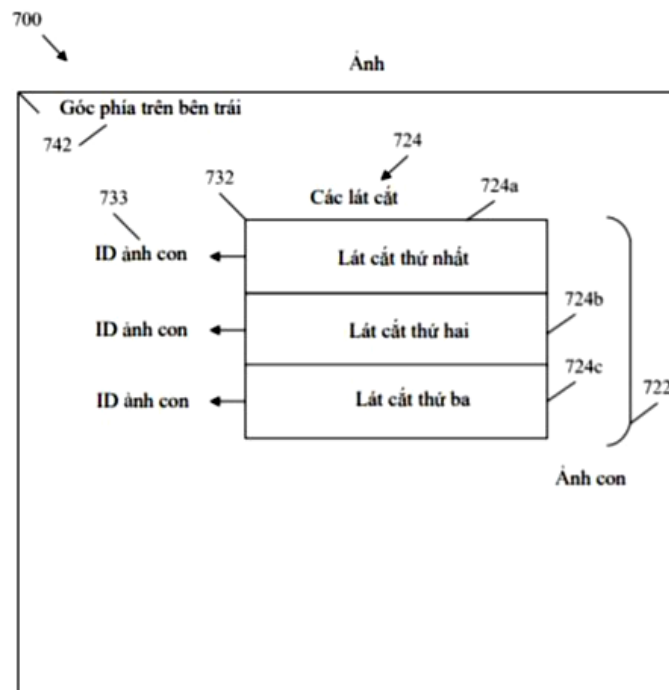 700
Ảnh
Góc phía trên bên trái
742
724
732
Các lát cắt
724a
733
ID ảnh con
Lát cắt thứ nhất
724b
ID ảnh con
Lát cắt thứ hai
724c
ID ảnh con
Lát cắt thứ ba
722
Ảnh con